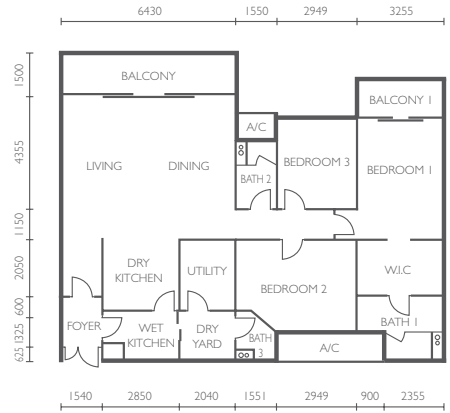 6430 1550 2949 3255
1500
4355
1150
2050
600
1325
625
BALCONY
BALCONY 1
A/C
LIVING
DINING
BATH 2
BEDROOM 3
BEDROOM 1
DRY
KITCHEN
UTILITY
BEDROOM 2
W.I.C
FOYER
WET
KITCHEN
DRY
YARD
BATH
3
A/C
BATH 1
1540 2850 2040 1551 2949 900 2355